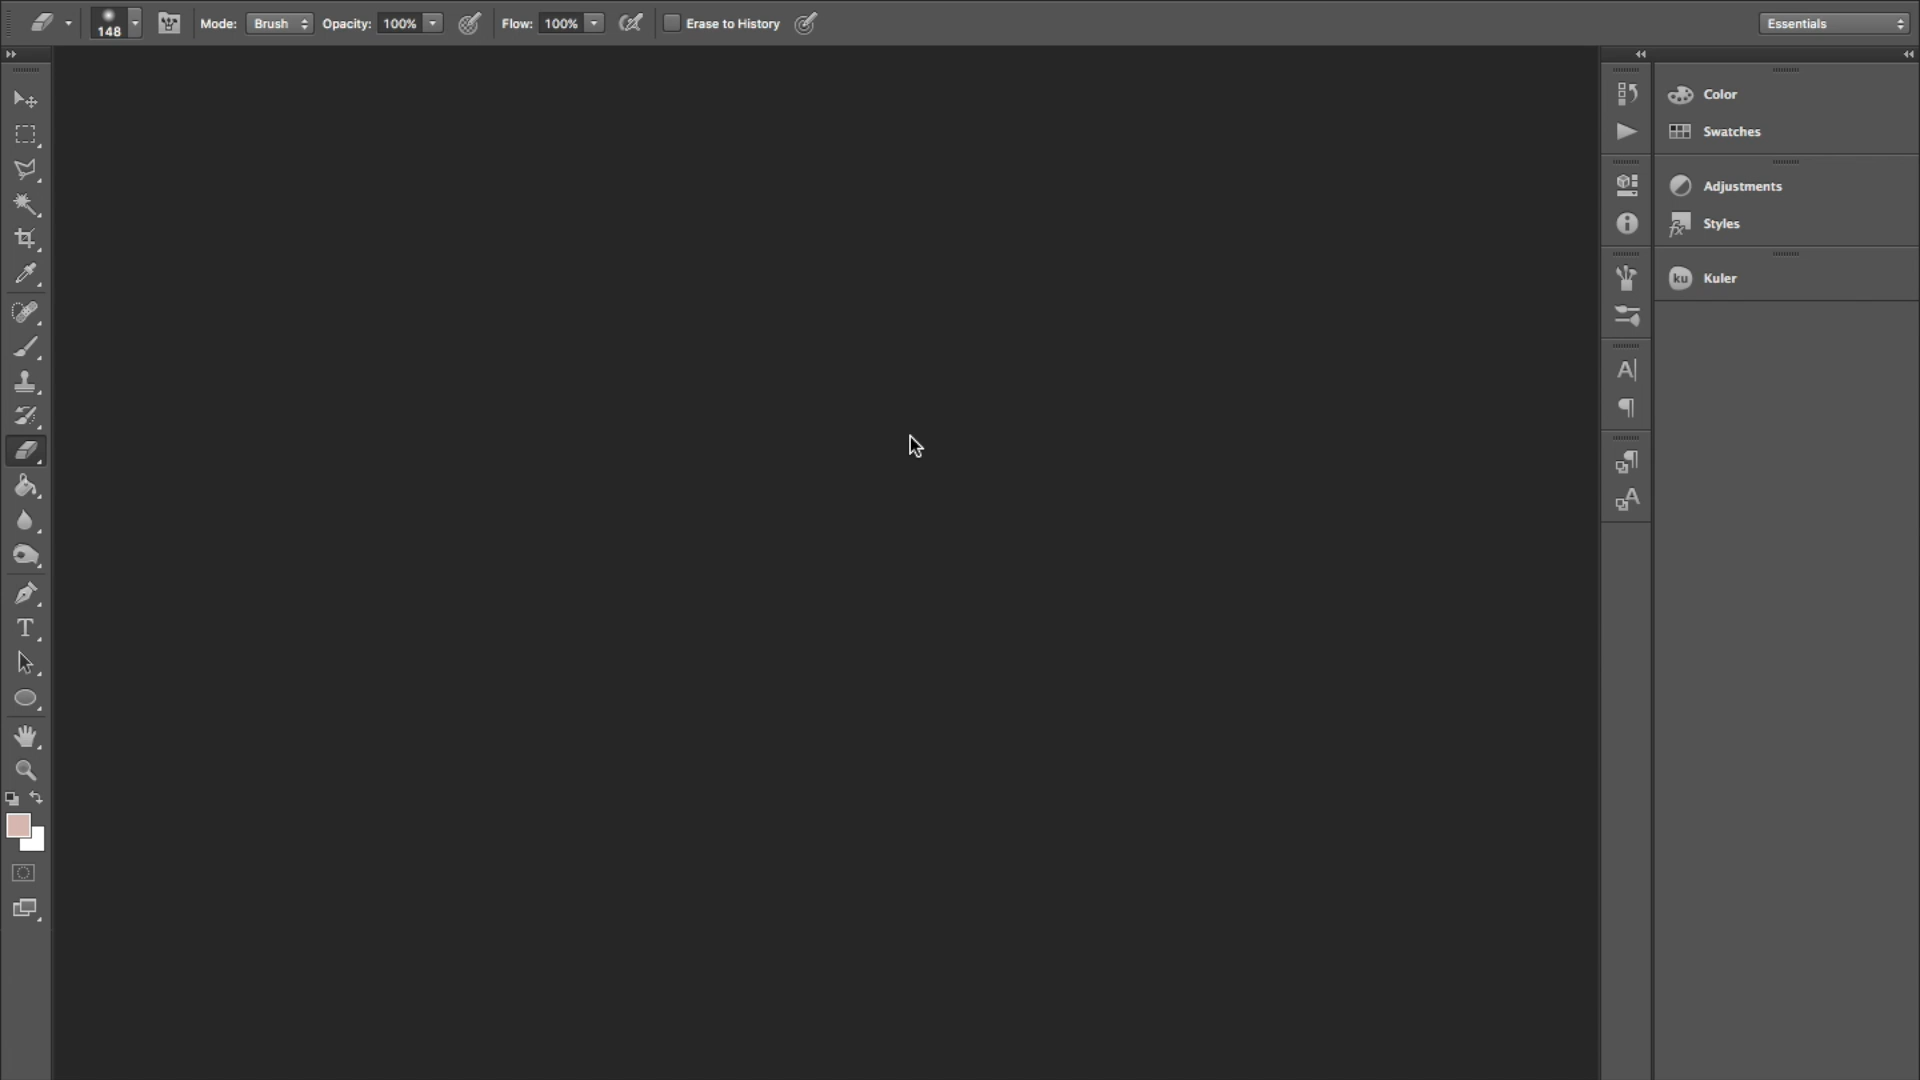 148 Mode: Brush Opacity: 100% Flow: 100% Erase to History Essentials
Color
Swatches
Adjustments
Styles
ku Kuler